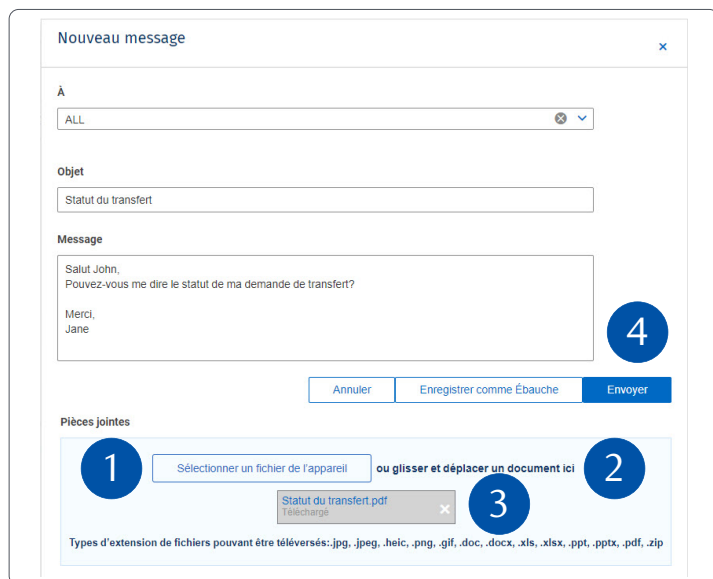 Nouveau message
×
À
ALL
Objet
Statut du transfert
Message
Salut John,
Pouvez-vous me dire le statut de ma demande de transfert?
Merci,
Jane
4
Annuler
Enregistrer comme Ébauche
Envoyer
Pièces jointes
1
Sélectionner un fichier de l'appareil
ou glisser et déplacer un document ici
2
Statut du transfert.pdf
Téléchargé
3
Types d'extension de fichiers pouvant être téléversés:.jpg, .jpeg, .heic, .png, .gif, .doc, .docx, .xls, .xlsx, .ppt, .pptx, .pdf, .zip